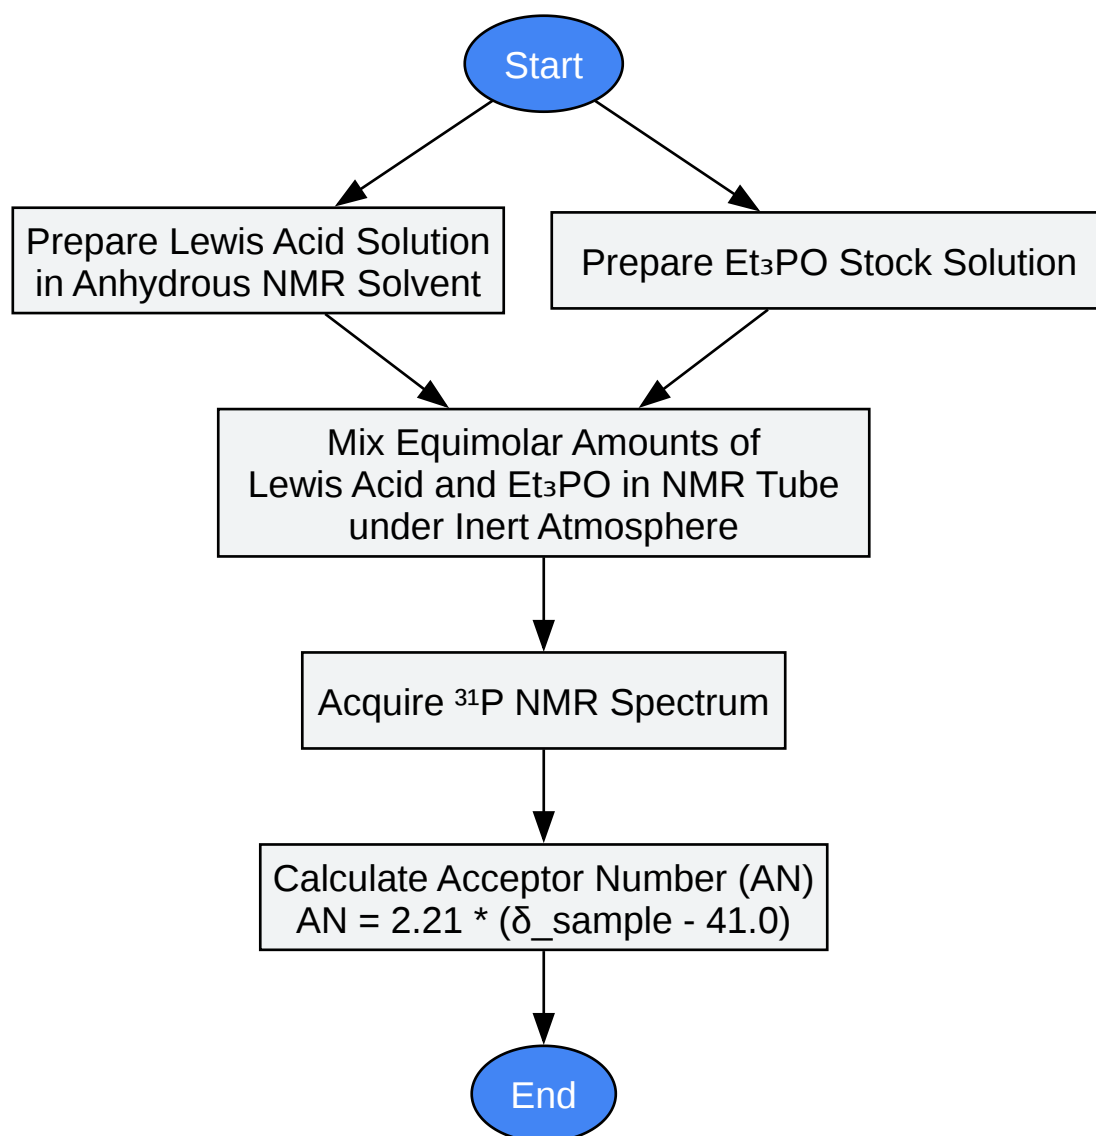 Start
Prepare Lewis Acid Solution
in Anhydrous NMR Solvent
Prepare Et₃PO Stock Solution
Mix Equimolar Amounts of
Lewis Acid and Et₃PO in NMR Tube
under Inert Atmosphere
Acquire ³¹P NMR Spectrum
Calculate Acceptor Number (AN)
AN = 2.21 * (δ_sample - 41.0)
End